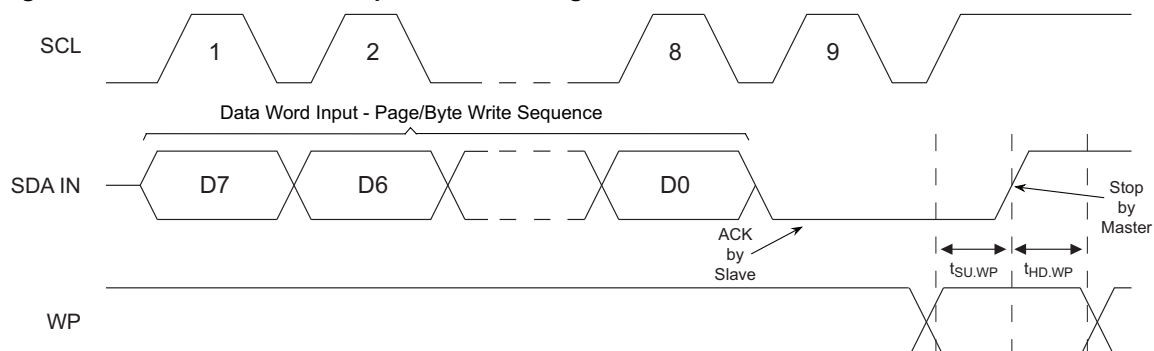 SCL
1
2
8
9
Data Word Input - Page/Byte Write Sequence
SDA IN
D7
D6
D0
ACK
by
Slave
Stop
by
Master
tSU.WP
tHD.WP
WP